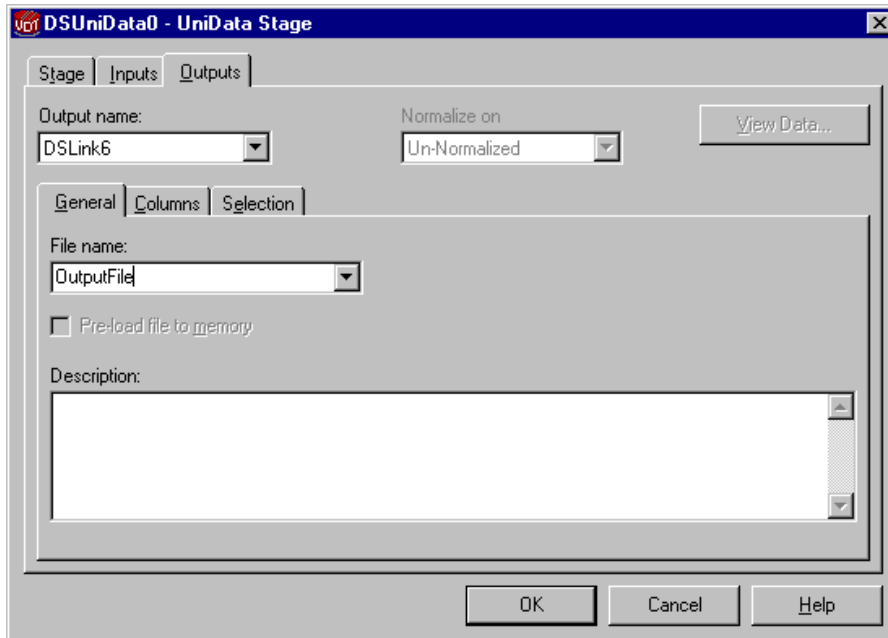 DSUniData0 - UniData Stage
Stage Inputs Outputs
Output name: Normalize on
DSLink6 Un-Normalized View Data...
General Columns Selection
File name:
OutputFile
Pre-load file to memory
Description:
OK Cancel Help